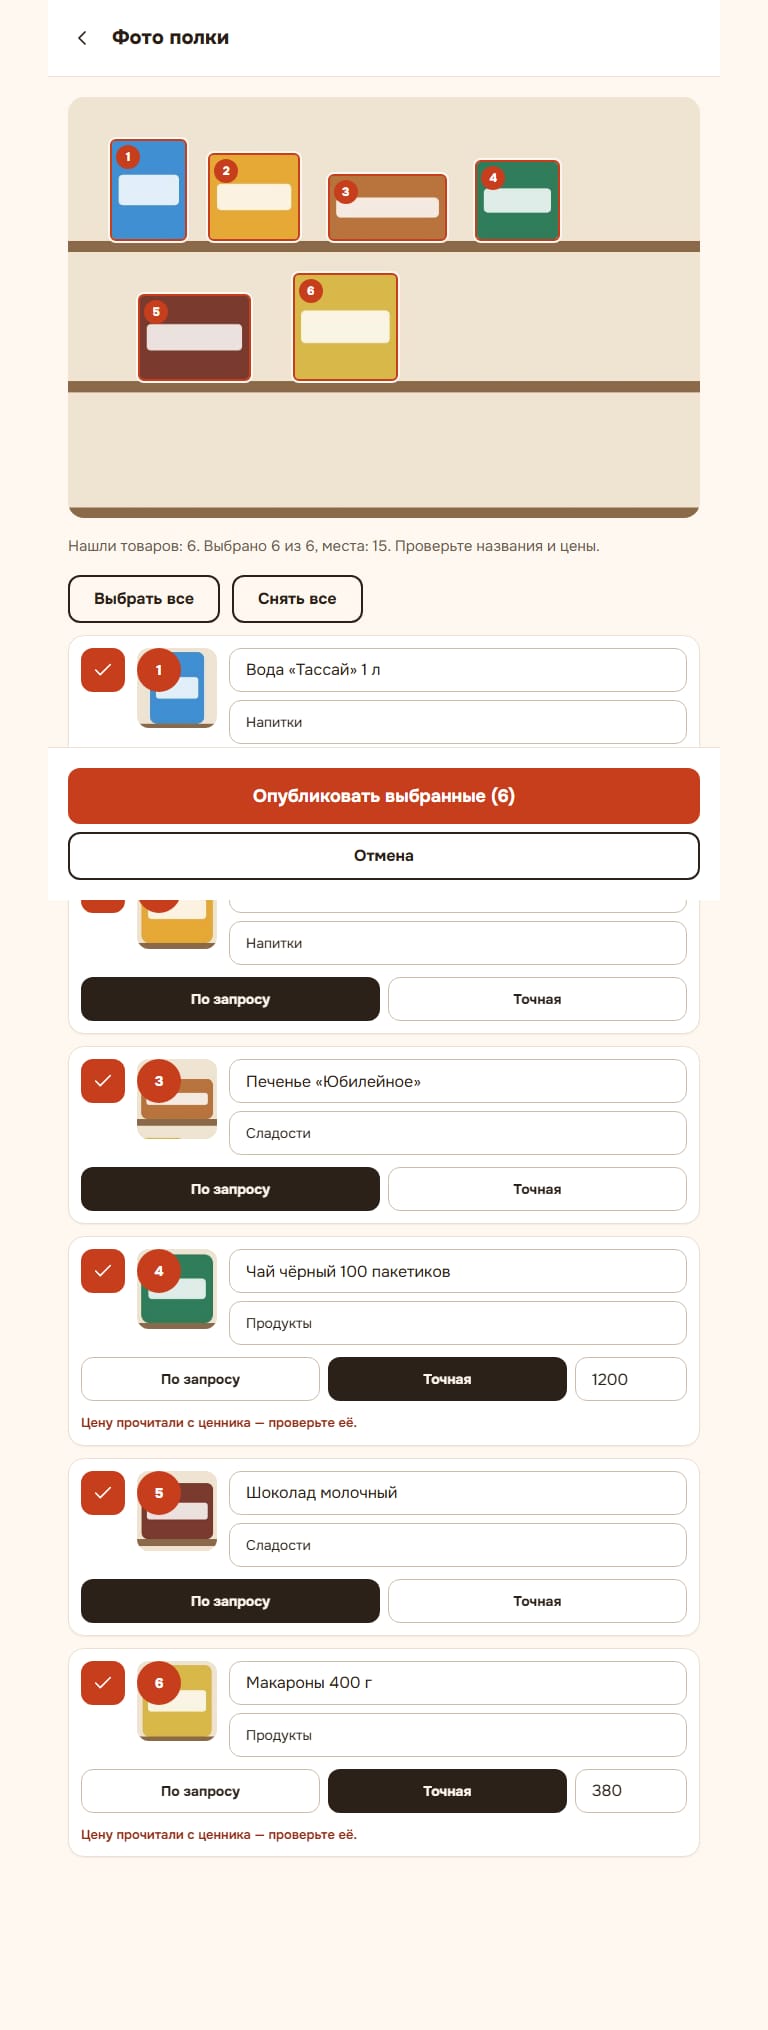 Фото полки
1
2
3
4
5
6
Нашли товаров: 6. Выбрано 6 из 6, места: 15. Проверьте названия и цены.
Выбрать все
Снять все
1
Вода «Тассай» 1 л
Напитки
Опубликовать выбранные (6)
Отмена
Напитки
По запросу
Точная
3
Печенье «Юбилейное»
Сладости
По запросу
Точная
4
Чай чёрный 100 пакетиков
Продукты
По запросу
Точная
1200
Цену прочитали с ценника — проверьте её.
5
Шоколад молочный
Сладости
По запросу
Точная
6
Макароны 400 г
Продукты
По запросу
Точная
380
Цену прочитали с ценника — проверьте её.